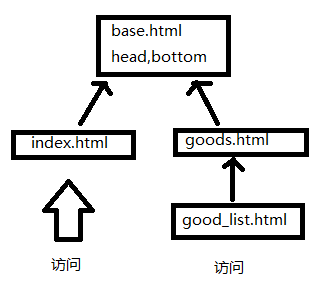 base.html
head,bottom
index.html
goods.html
good_list.html
访问
访问